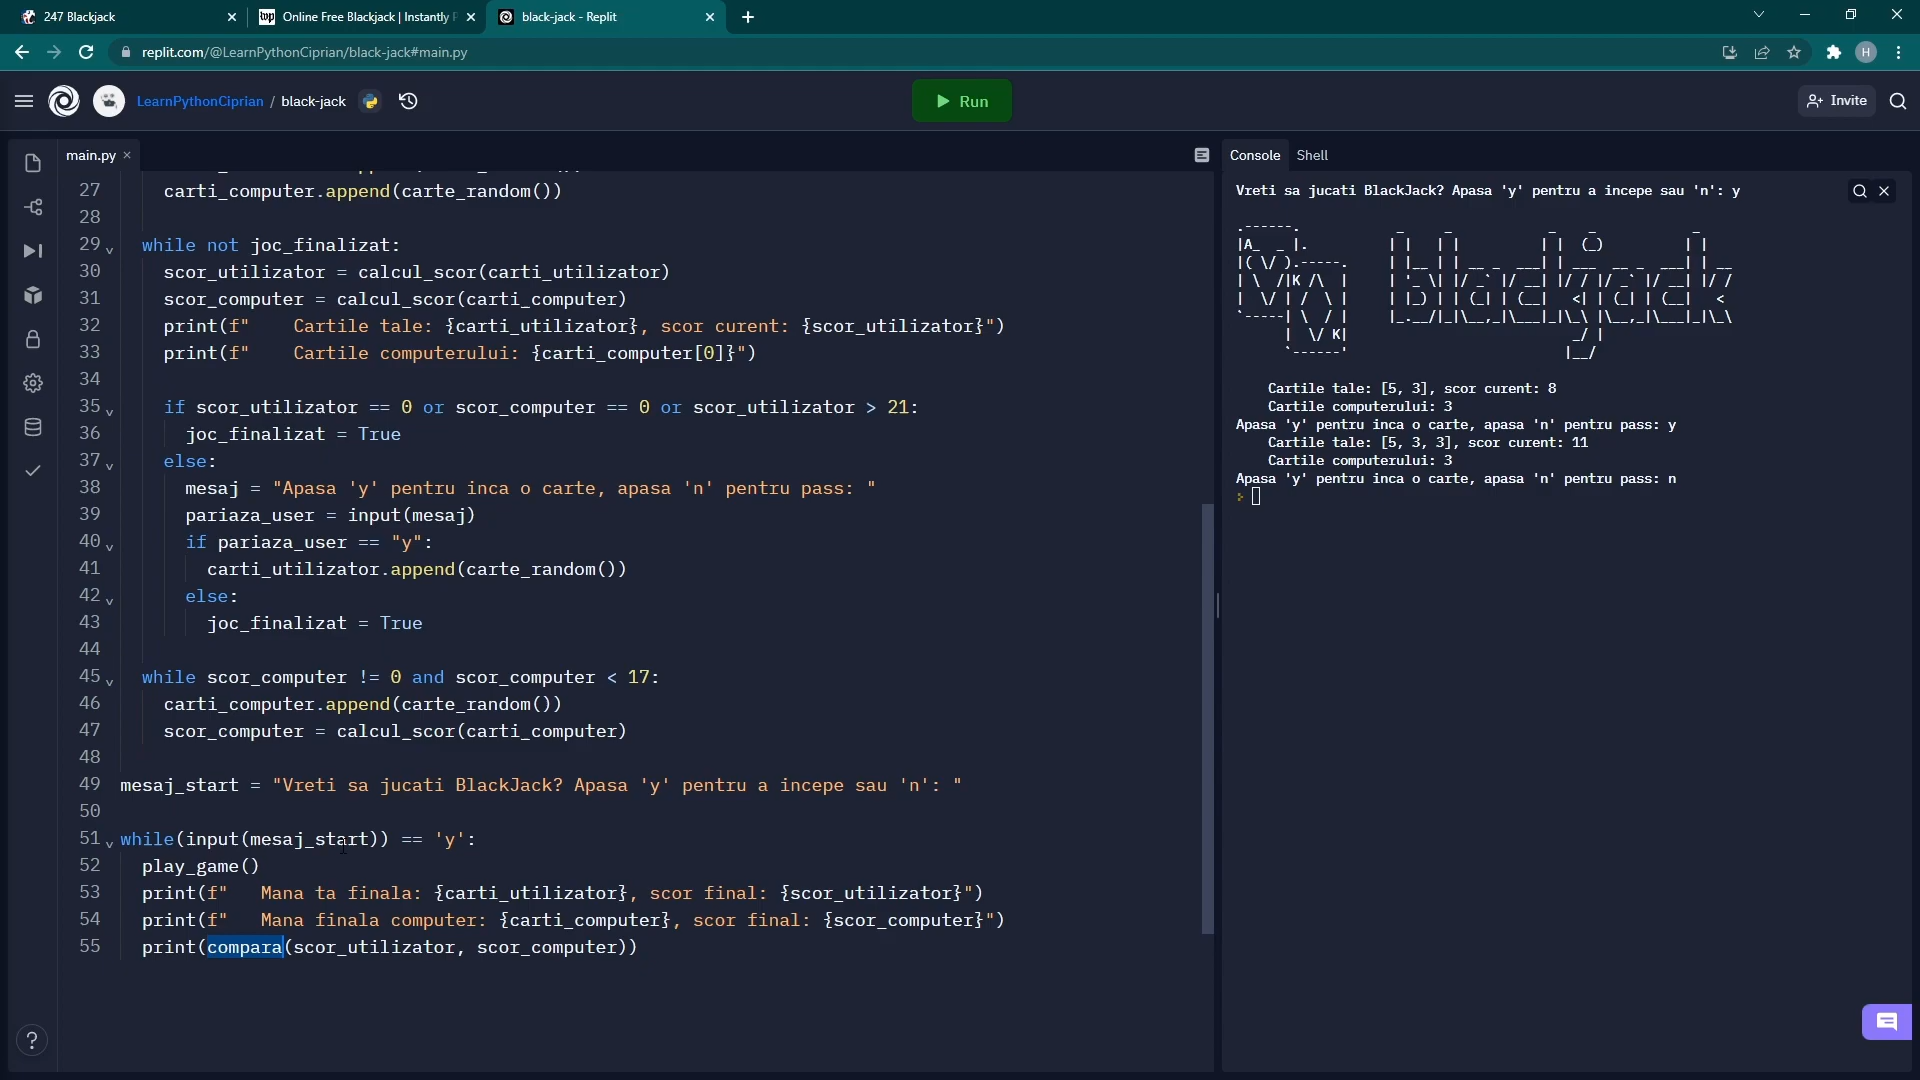 247 Blackjack
Online Free Blackjack | Instantly
black-jack - Replit
replit.com/@LearnPythonCiprian/black-jack#main.py
H
LearnPythonCiprian / black-jack
Run
Invite
main.py
27 carti_computer.append(carte_random())
28
29 while not joc_finalizat:
30 scor_utilizator = calcul_scor(carti_utilizator)
31 scor_computer = calcul_scor(carti_computer)
32 print(f"    Cartile tale: {carti_utilizator}, scor curent: {scor_utilizator}")
33 print(f"    Cartile computerului: {carti_computer[0]}")
34
35 if scor_utilizator == 0 or scor_computer == 0 or scor_utilizator > 21:
36 joc_finalizat = True
37 else:
38 mesaj = "Apasa 'y' pentru inca o carte, apasa 'n' pentru pass: "
39 pariaza_user = input(mesaj)
40 if pariaza_user == "y":
41 carti_utilizator.append(carte_random())
42 else:
43 joc_finalizat = True
44
45 while scor_computer != 0 and scor_computer < 17:
46 carti_computer.append(carte_random())
47 scor_computer = calcul_scor(carti_computer)
48
49 mesaj_start = "Vreti sa jucati BlackJack? Apasa 'y' pentru a incepe sau 'n': "
50
51 while(input(mesaj_start)) == 'y':
52 play_game()
53 print(f"   Mana ta finala: {carti_utilizator}, scor final: {scor_utilizator}")
54 print(f"   Mana finala computer: {carti_computer}, scor final: {scor_computer}")
55 print(compara(scor_utilizator, scor_computer))
?
Console Shell
Vreti sa jucati BlackJack? Apasa 'y' pentru a incepe sau 'n': y
Cartile tale: [5, 3], scor curent: 8
Cartile computerului: 3
Apasa 'y' pentru inca o carte, apasa 'n' pentru pass: y
Cartile tale: [5, 3, 3], scor curent: 11
Cartile computerului: 3
Apasa 'y' pentru inca o carte, apasa 'n' pentru pass: n